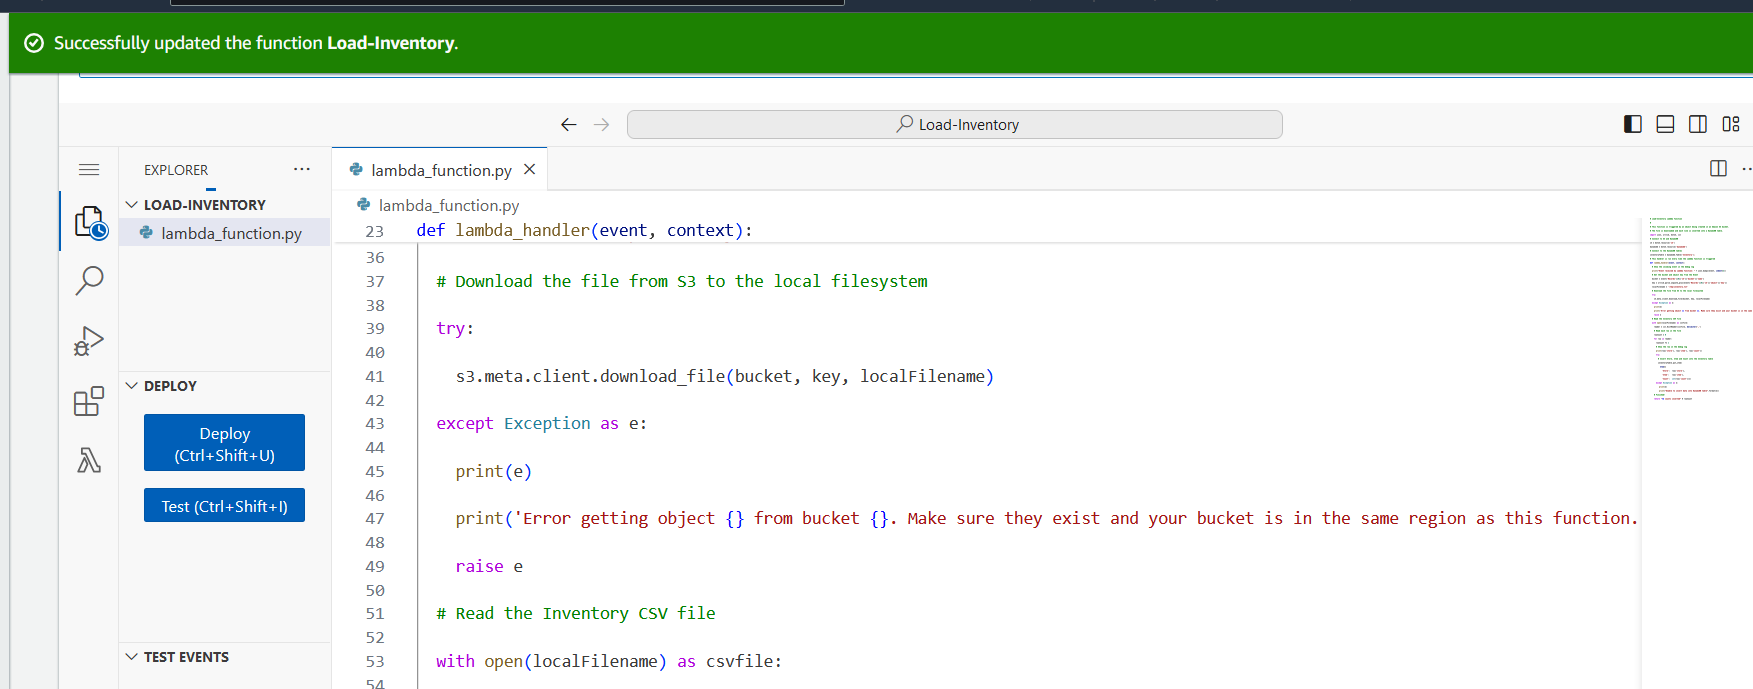 Successfully updated the function Load-Inventory.
Load-Inventory
EXPLORER
LOAD-INVENTORY
lambda_function.py
DEPLOY
Deploy
(Ctrl+Shift+U)
Test (Ctrl+Shift+I)
TEST EVENTS
lambda_function.py
lambda_function.py
23 def lambda_handler(event, context):
36
37 # Download the file from S3 to the local filesystem
38
39 try:
40
41 s3.meta.client.download_file(bucket, key, localFilename)
42
43 except Exception as e:
44
45 print(e)
46
47 print('Error getting object {} from bucket {}. Make sure they exist and your bucket is in the same region as this function.
48
49 raise e
50
51 # Read the Inventory CSV file
52
53 with open(localFilename) as csvfile:
54